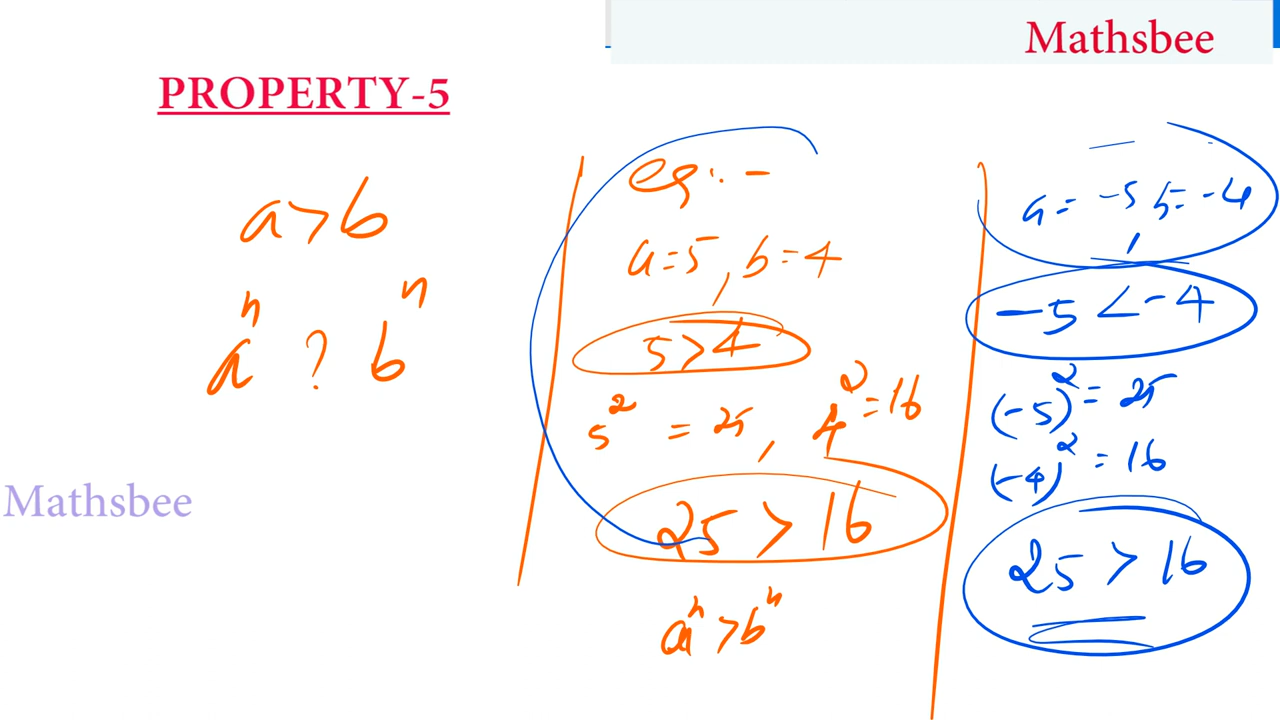 Mathsbee
PROPERTY-5
a>b
aⁿ ? bⁿ
Mathsbee
eg:-
a=5, b=4
5>4
5² = 25, 4² = 16
25 > 16
aⁿ > bⁿ
a = -5, b = -4
-5 < -4
(-5)² = 25
(-4)² = 16
25 > 16